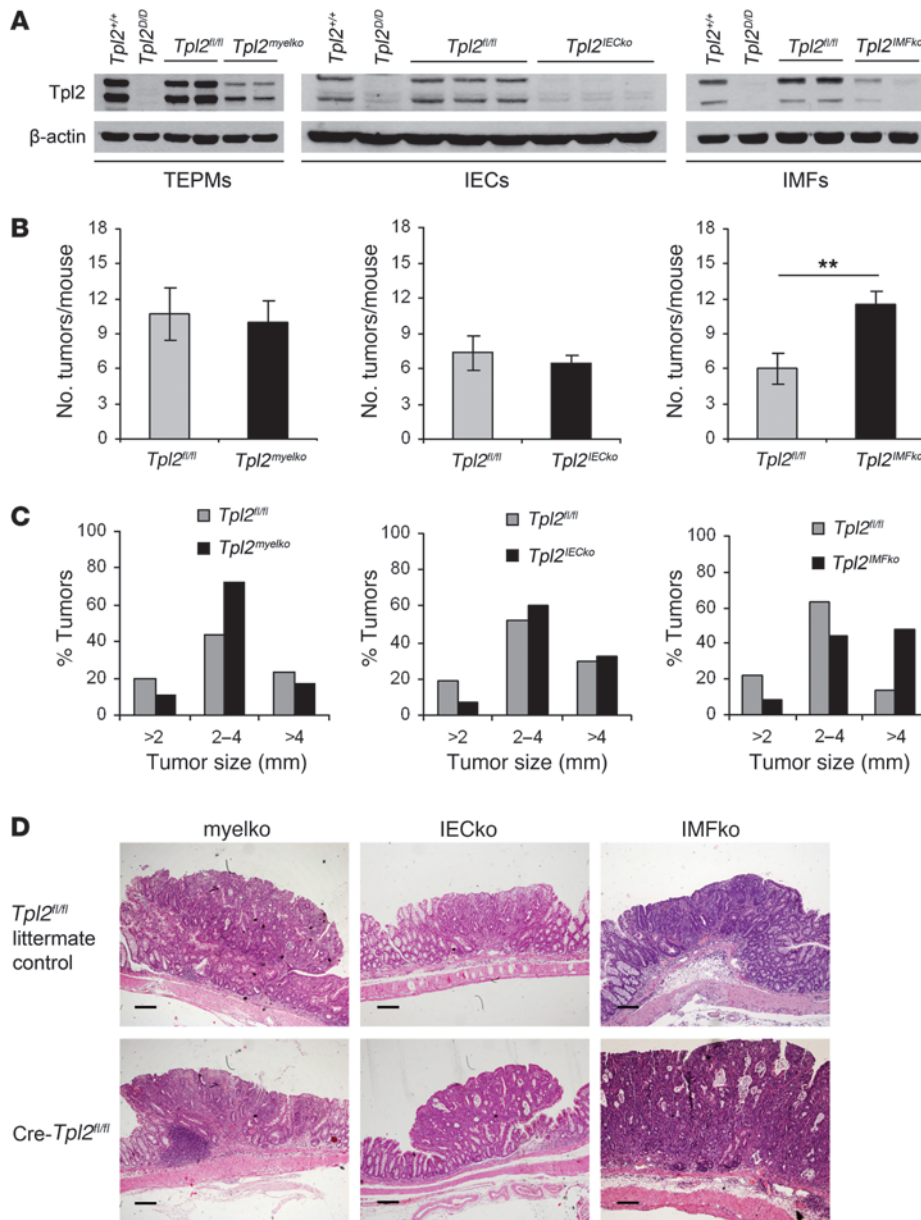 A
Tpl2+/+ Tpl2D/D Tpl2fl/fl Tpl2myelko
Tpl2+/+ Tpl2D/D Tpl2fl/fl Tpl2IECko
Tpl2+/+ Tpl2D/D Tpl2fl/fl Tpl2IMFko
Tpl2
β-actin
TEPMs IECs IMFs
B
No. tumors/mouse
18
15
12
9
6
3
0
Tpl2fl/fl Tpl2myelko
No. tumors/mouse
18
15
12
9
6
3
0
Tpl2fl/fl Tpl2IECko
No. tumors/mouse
18
15
12
9
6
3
0
**
Tpl2fl/fl Tpl2IMFko
C
% Tumors
100
80
60
40
20
0
Tpl2fl/fl
Tpl2myelko
>2 2–4 >4
Tumor size (mm)
% Tumors
100
80
60
40
20
0
Tpl2fl/fl
Tpl2IECko
>2 2–4 >4
Tumor size (mm)
% Tumors
100
80
60
40
20
0
Tpl2fl/fl
Tpl2IMFko
>2 2–4 >4
Tumor size (mm)
D
myelko IECko IMFko
Tpl2fl/fl
littermate
control
Cre-Tpl2fl/fl